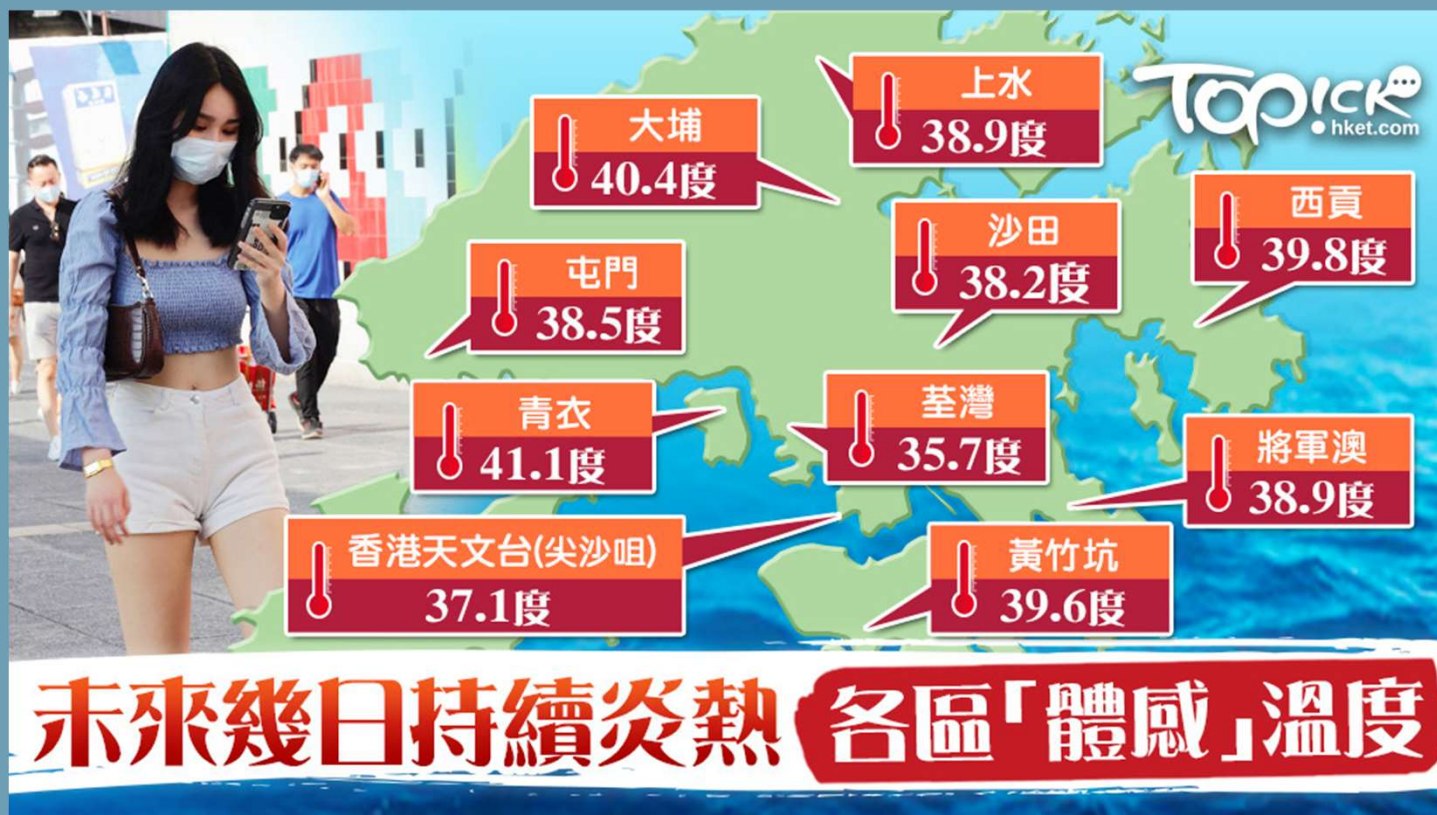 TOPick
hket.com
上水
38.9度
大埔
40.4度
西貢
39.8度
沙田
38.2度
屯門
38.5度
青衣
41.1度
荃灣
35.7度
將軍澳
38.9度
香港天文台(尖沙咀)
37.1度
黃竹坑
39.6度
未來幾日持續炎熱 各區「體感」溫度